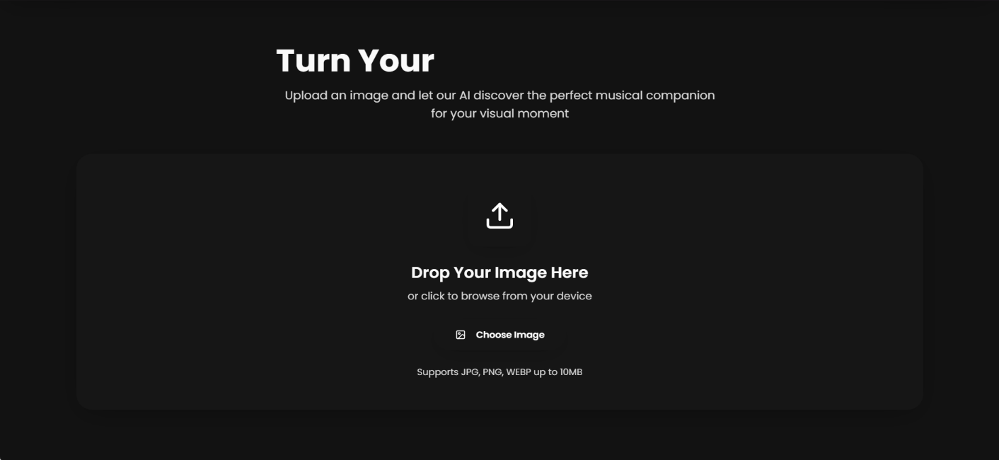 Turn Your
Upload an image and let our AI discover the perfect musical companion
for your visual moment
Drop Your Image Here
or click to browse from your device
Choose Image
Supports JPG, PNG, WEBP up to 10MB